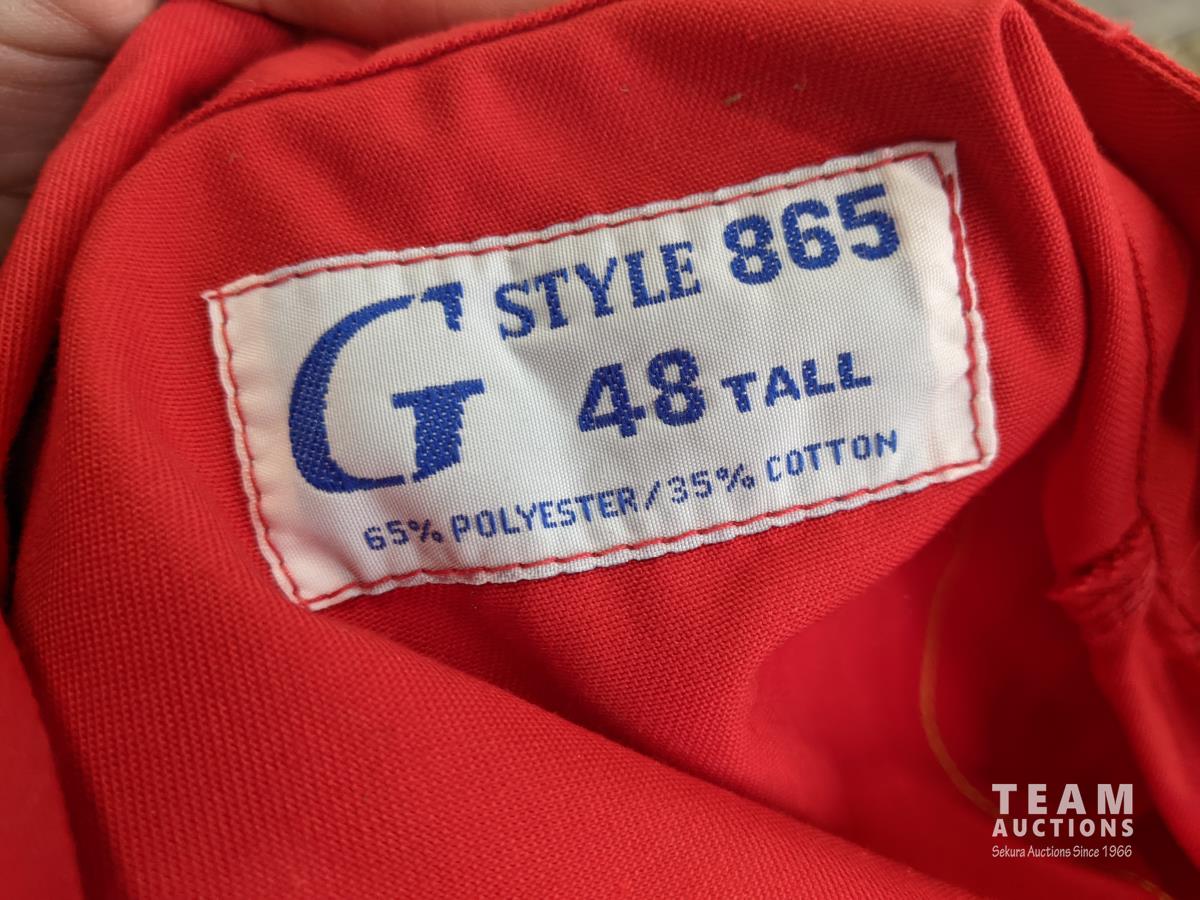 G STYLE 865
48 TALL
65% POLYESTER/35% COTTON
TEAM
AUCTIONS
Sekura Auctions Since 1966